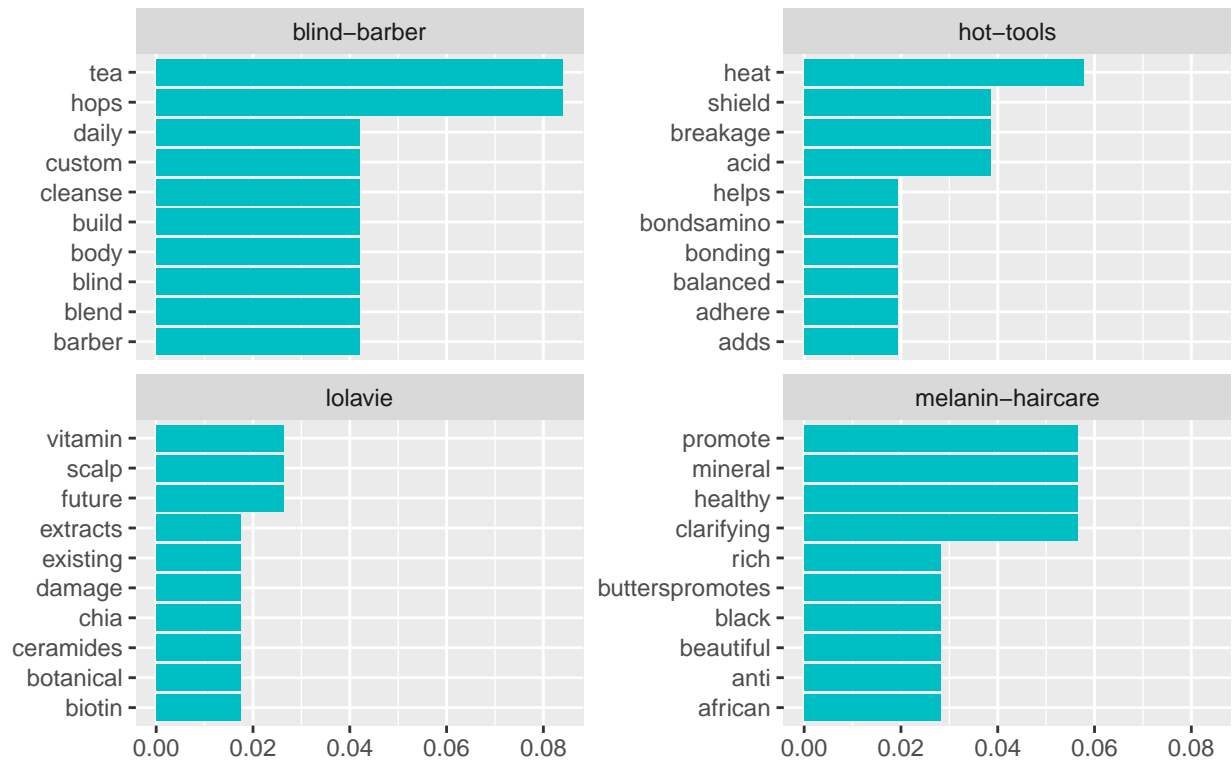 blind−barber
tea
hops
daily
custom
cleanse
build
body
blind
blend
barber
hot−tools
heat
shield
breakage
acid
helps
bondsamino
bonding
balanced
adhere
adds
lolavie
vitamin
scalp
future
extracts
existing
damage
chia
ceramides
botanical
biotin
0.00 0.02 0.04 0.06 0.08
melanin−haircare
promote
mineral
healthy
clarifying
rich
butterspromotes
black
beautiful
anti
african
0.00 0.02 0.04 0.06 0.08